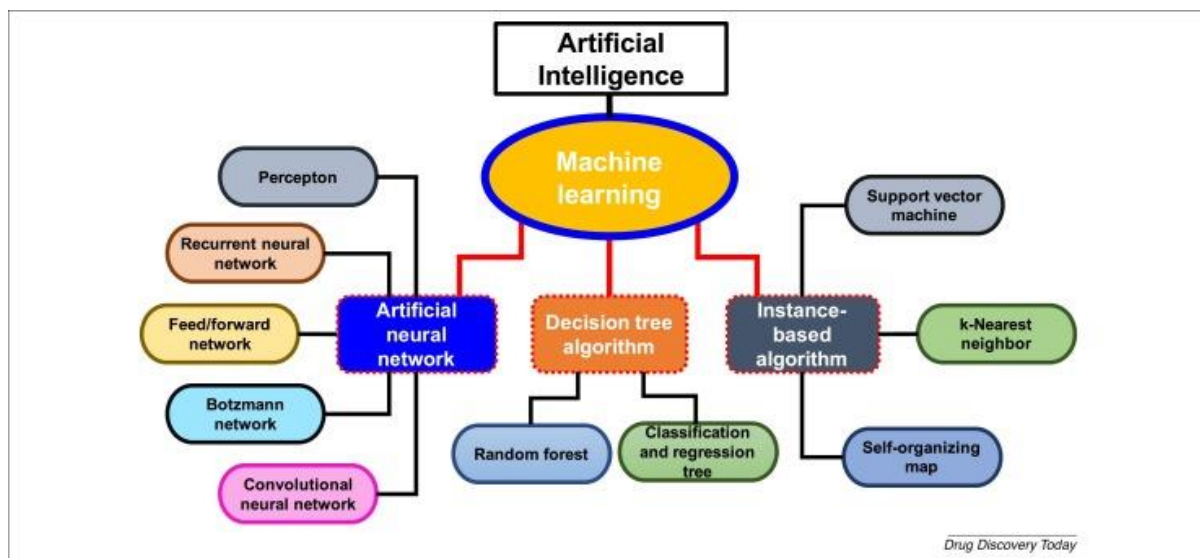 Artificial
Intelligence
Machine
learning
Percepton
Recurrent neural
network
Feed/forward
network
Botzmann
network
Convolutional
neural network
Artificial
neural
network
Decision tree
algorithm
Instance-
based
algorithm
Random forest
Classification
and regression
tree
Support vector
machine
k-Nearest
neighbor
Self-organizing
map
Drug Discovery Today